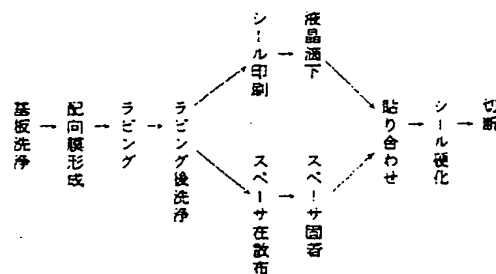 基板洗浄
配向膜形成
ラビング
ラビング後洗浄
シール印刷
液晶滴下
スペーサ散布
スペーサ固着
貼り合わせ
シール硬化
切断